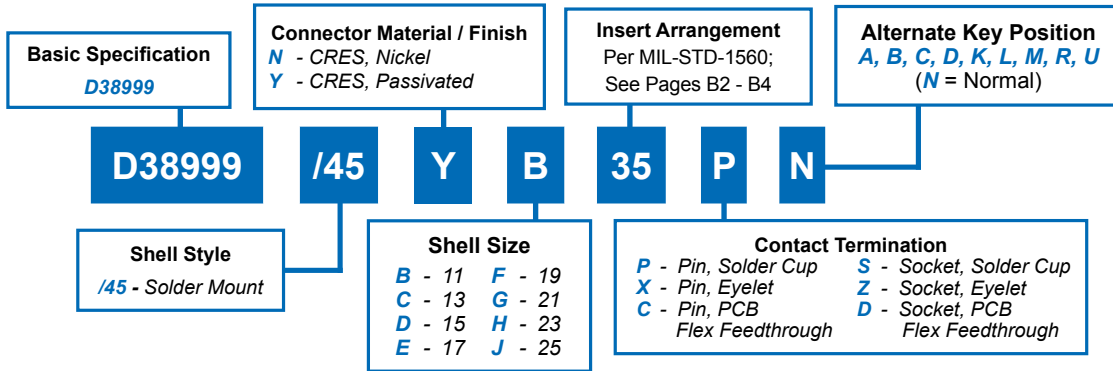 Basic Specification
D38999
Connector Material / Finish
N - CRES, Nickel
Y - CRES, Passivated
Insert Arrangement
Per MIL-STD-1560;
See Pages B2 - B4
Alternate Key Position
A, B, C, D, K, L, M, R, U
(N = Normal)
D38999 /45 Y B 35 P N
Shell Style
/45 - Solder Mount
Shell Size
B - 11 F - 19
C - 13 G - 21
D - 15 H - 23
E - 17 J - 25
Contact Termination
P - Pin, Solder Cup S - Socket, Solder Cup
X - Pin, Eyelet Z - Socket, Eyelet
C - Pin, PCB D - Socket, PCB
Flex Feedthrough Flex Feedthrough